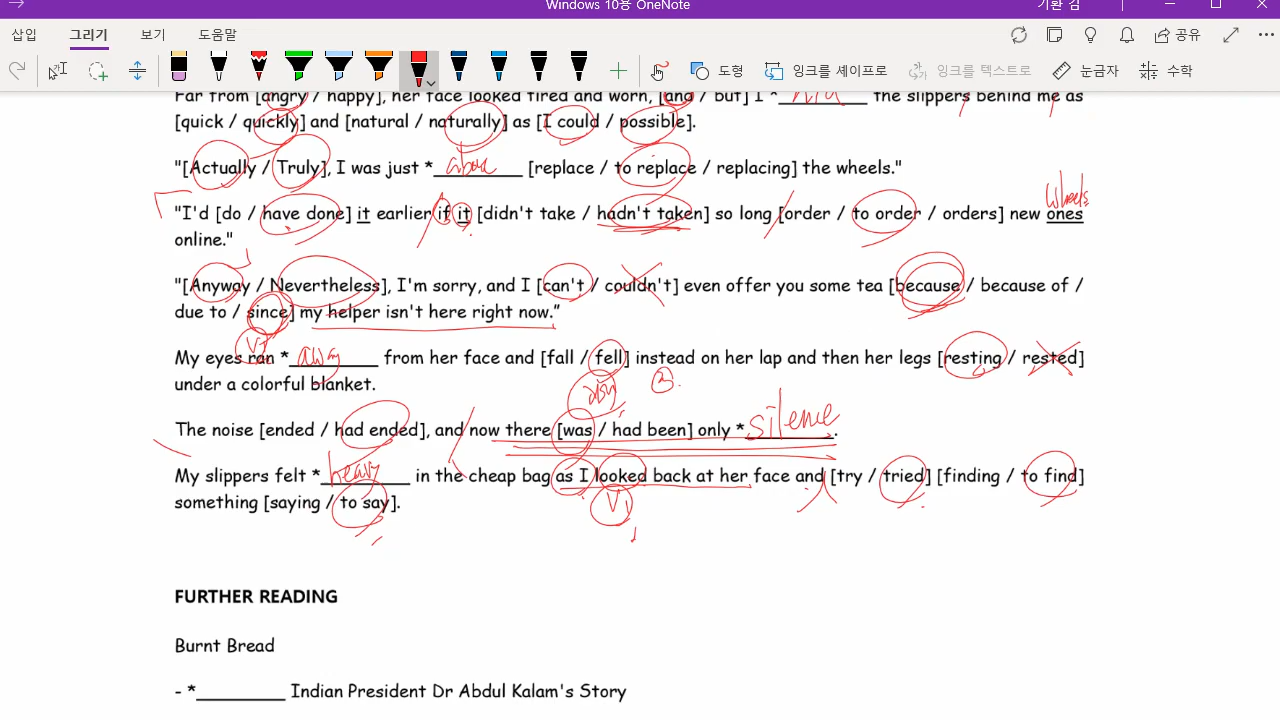 Windows 10용 OneNote
기환 김
삽입 그리기 보기 도움말
공유
도형 잉크를 셰이프로 잉크를 텍스트로 눈금자 수학
Far from [angry / happy], her face looked tired and worn, [and / but] I *________ the slippers behind me as
[quick / quickly] and [natural / naturally] as [I could / possible].
"[Actually / Truly], I was just *about [replace / to replace / replacing] the wheels."
wheels
"I'd [do / have done] it earlier if it [didn't take / hadn't taken] so long [order / to order / orders] new ones
online."
"[Anyway / Nevertheless], I'm sorry, and I [can't / couldn't] even offer you some tea [because / because of /
due to / since] my helper isn't here right now."
V1
My eyes ran *away from her face and [fall / fell] instead on her lap and then her legs [resting / rested]
under a colorful blanket.
The noise [ended / had ended], and now there [was / had been] only *silence.
My slippers felt *heavy in the cheap bag as I looked back at her face and [try / tried] [finding / to find]
something [saying / to say].
V1
FURTHER READING
Burnt Bread
- *_________ Indian President Dr Abdul Kalam's Story